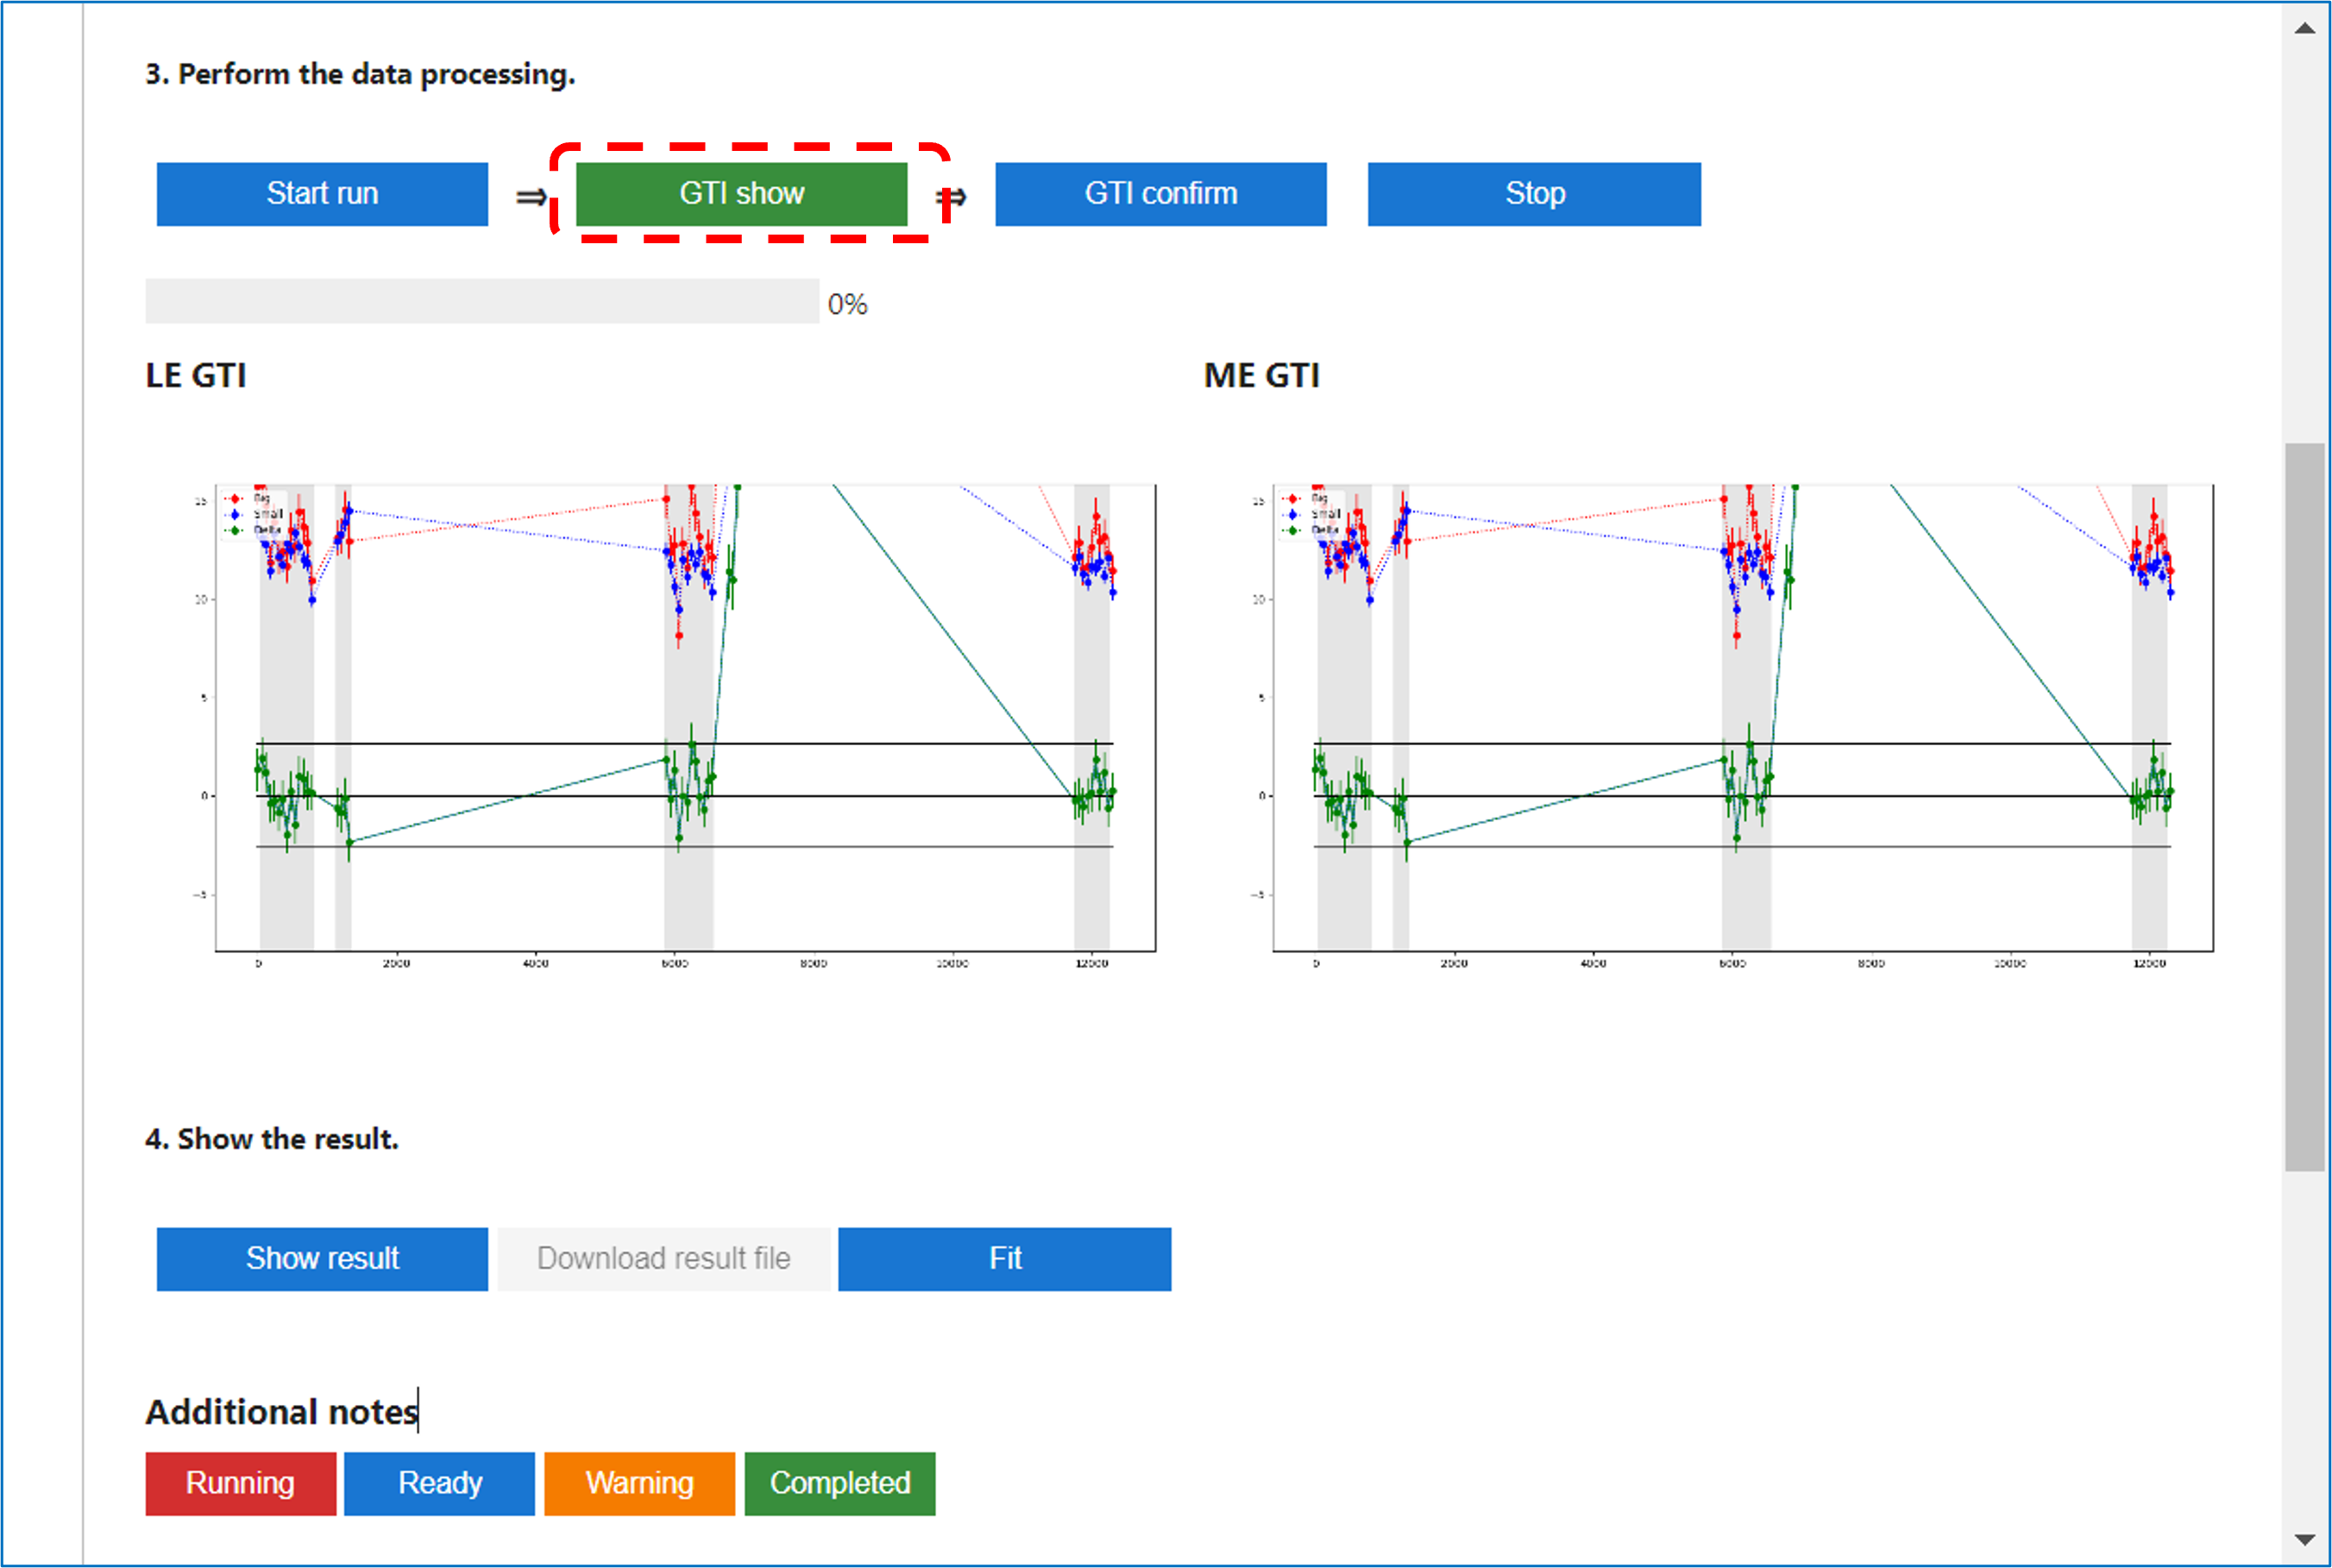 3. Perform the data processing.
Start run ⇒ GTI show ⇒ GTI confirm Stop
0%
LE GTI ME GTI
Big
Small
Delta
15
10
5
0
−5
0 2000 4000 6000 8000 10000 12000
Big
Small
Delta
15
10
5
0
−5
0 2000 4000 6000 8000 10000 12000
4. Show the result.
Show result Download result file Fit
Additional notes
Running Ready Warning Completed